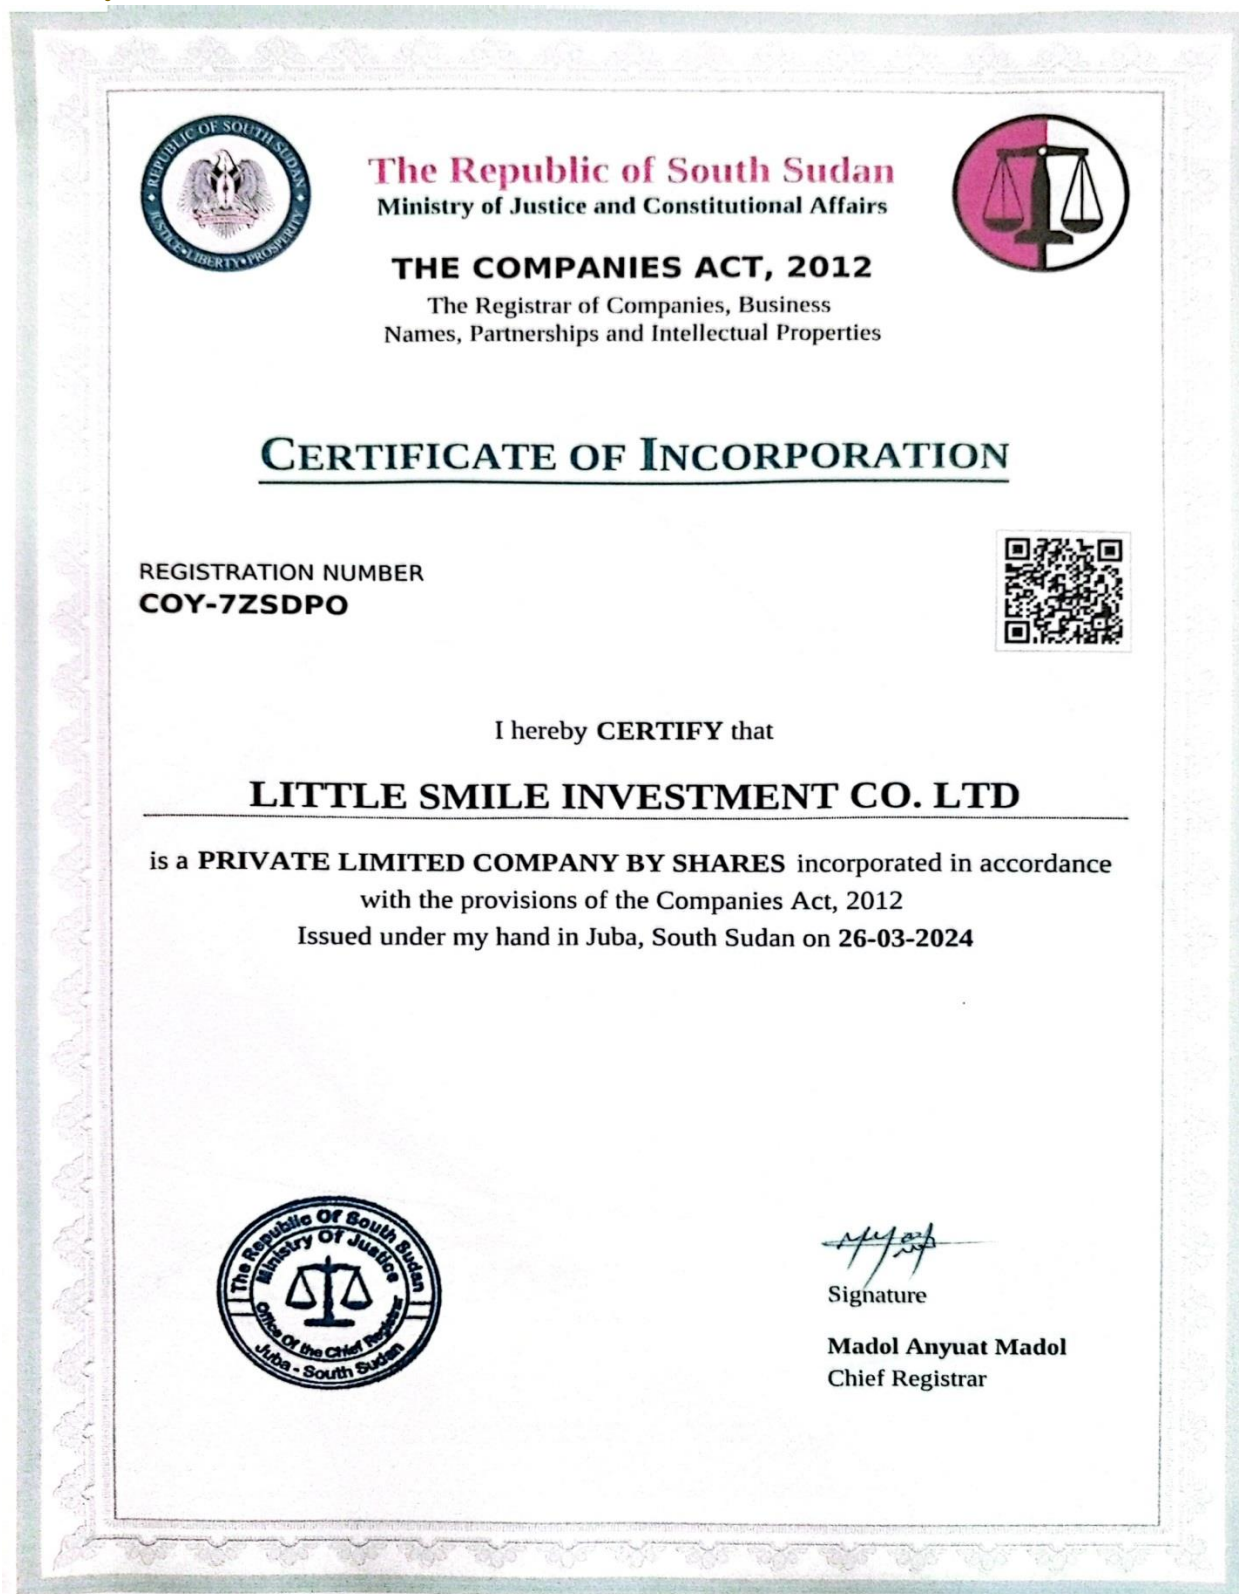 REPUBLIC OF SOUTH SUDAN
JUSTICE•LIBERTY•PROSPERITY
The Republic of South Sudan
Ministry of Justice and Constitutional Affairs
THE COMPANIES ACT, 2012
The Registrar of Companies, Business
Names, Partnerships and Intellectual Properties
CERTIFICATE OF INCORPORATION
REGISTRATION NUMBER
COY-7ZSDPO
I hereby CERTIFY that
LITTLE SMILE INVESTMENT CO. LTD
is a PRIVATE LIMITED COMPANY BY SHARES incorporated in accordance
with the provisions of the Companies Act, 2012
Issued under my hand in Juba, South Sudan on 26-03-2024
The Republic Of South Sudan
Ministry Of Justice
Office Of the Chief Registrar
Juba - South Sudan
Signature
Madol Anyuat Madol
Chief Registrar